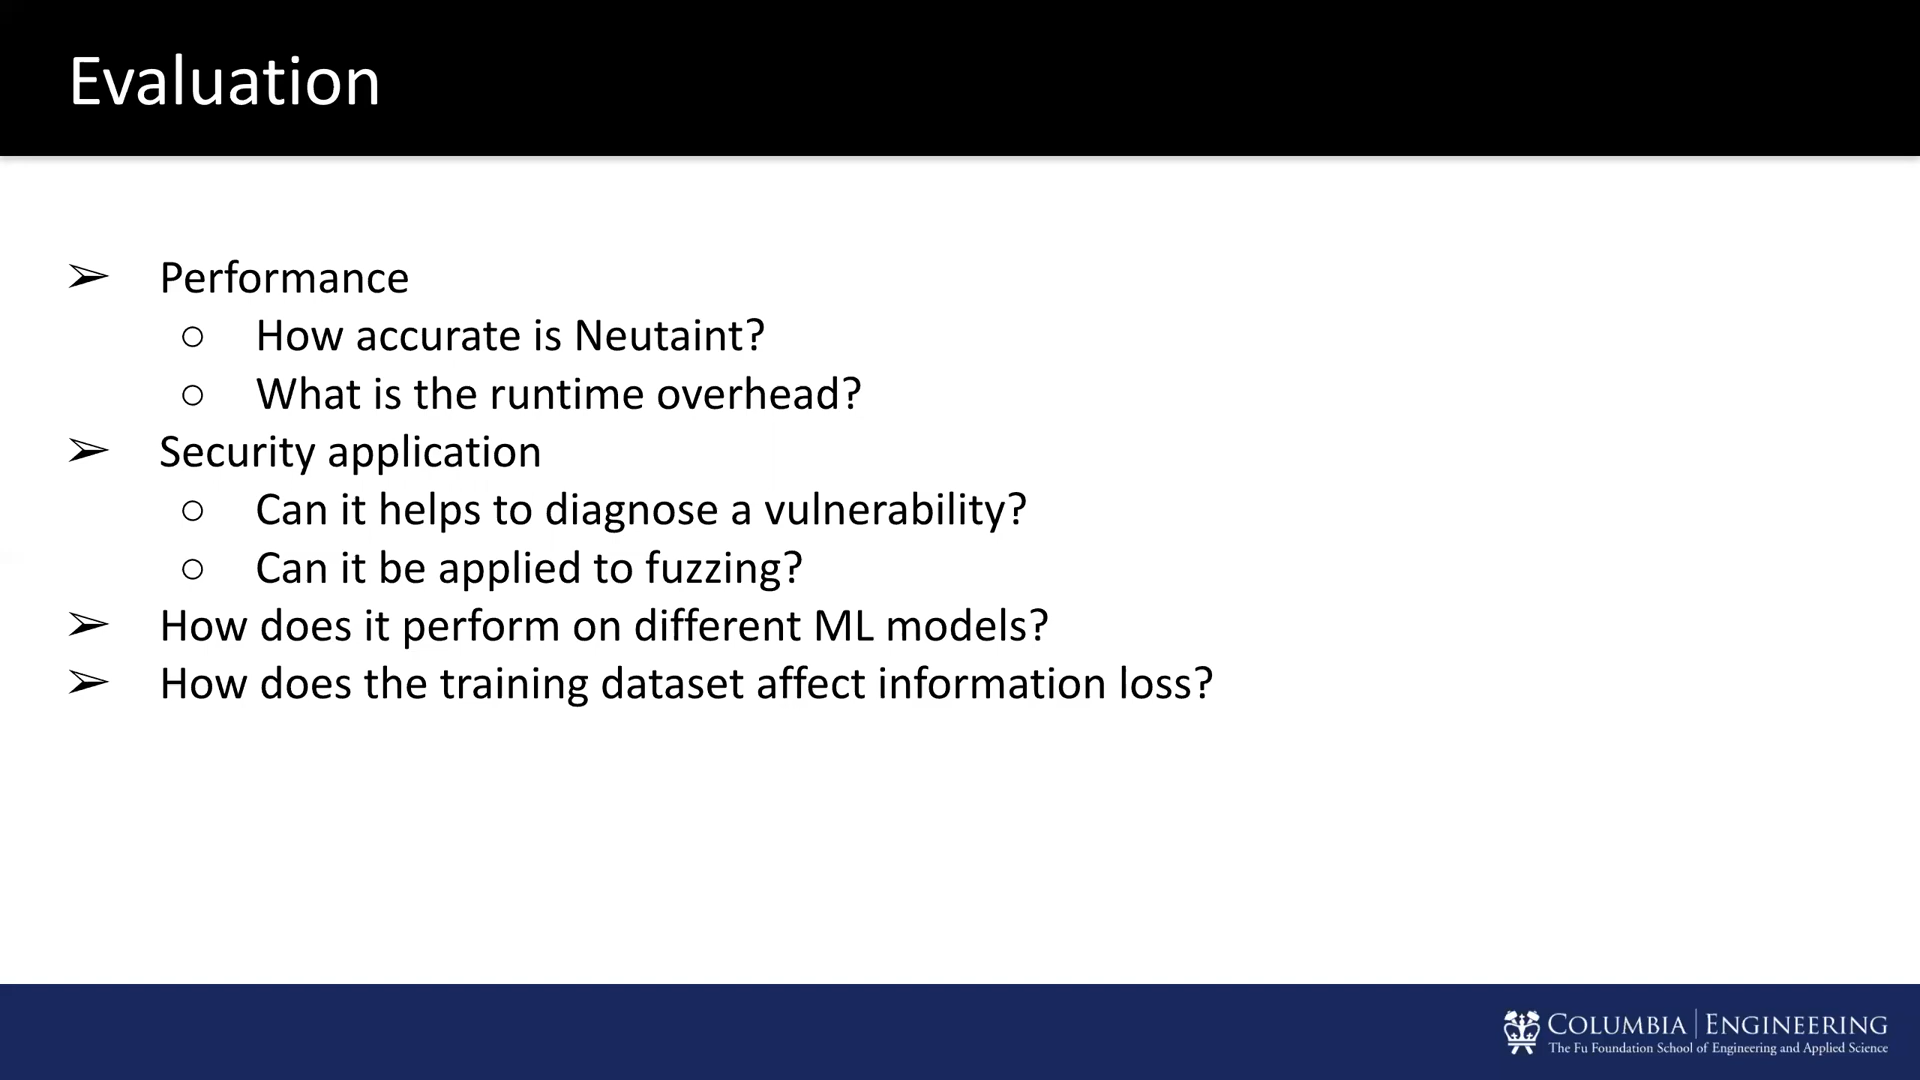 Evaluation
➢ Performance
○ How accurate is Neutaint?
○ What is the runtime overhead?
➢ Security application
○ Can it helps to diagnose a vulnerability?
○ Can it be applied to fuzzing?
➢ How does it perform on different ML models?
➢ How does the training dataset affect information loss?
COLUMBIA | ENGINEERING
The Fu Foundation School of Engineering and Applied Science